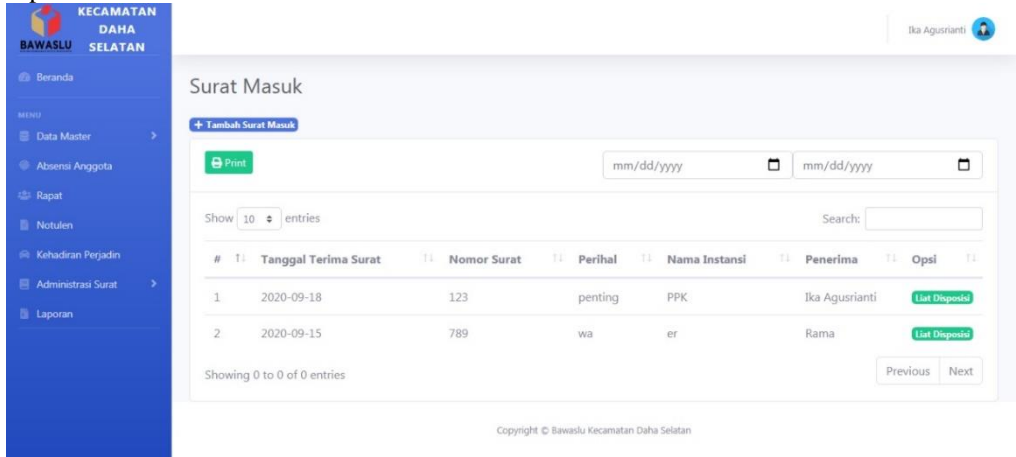 KECAMATAN
DAHA
SELATAN
BAWASLU
Ika Agusrianti
Beranda
MENU
Data Master
Absensi Anggota
Rapat
Notulen
Kehadiran Perjadin
Administrasi Surat
Laporan
Surat Masuk
+ Tambah Surat Masuk
Print
mm/dd/yyyy mm/dd/yyyy
Show 10 entries Search:
# Tanggal Terima Surat Nomor Surat Perihal Nama Instansi Penerima Opsi
1 2020-09-18 123 penting PPK Ika Agusrianti Liat Disposisi
2 2020-09-15 789 wa er Rama Liat Disposisi
Showing 0 to 0 of 0 entries Previous Next
Copyright © Bawaslu Kecamatan Daha Selatan